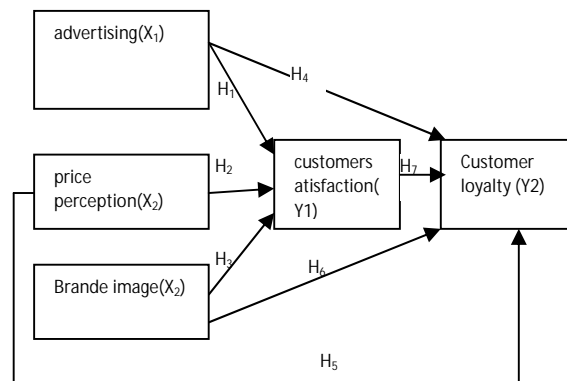 advertising(X₁)
H₄
H₁
price
perception(X₂)
H₂
customers
atisfaction(
Y1)
H₇
Customer
loyalty (Y2)
H₃
Brande image(X₂)
H₆
H₅